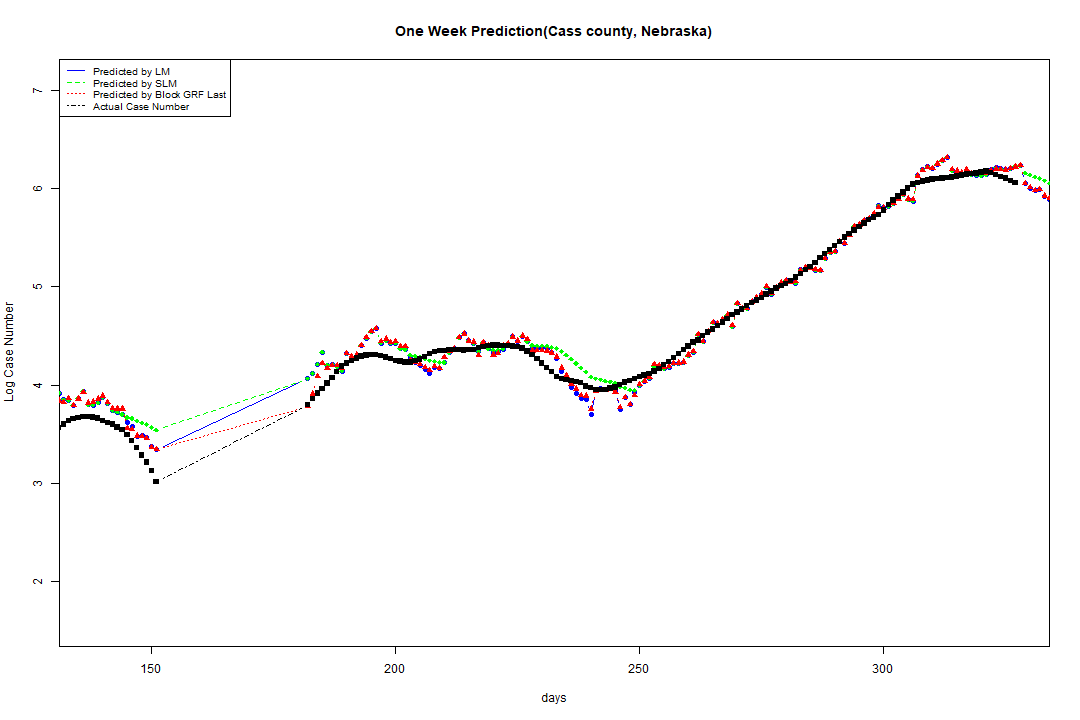 One Week Prediction(Cass county, Nebraska)
Predicted by LM
Predicted by SLM
Predicted by Block GRF Last
Actual Case Number
7
6
5
4
3
2
Log Case Number
150 200 250 300
days